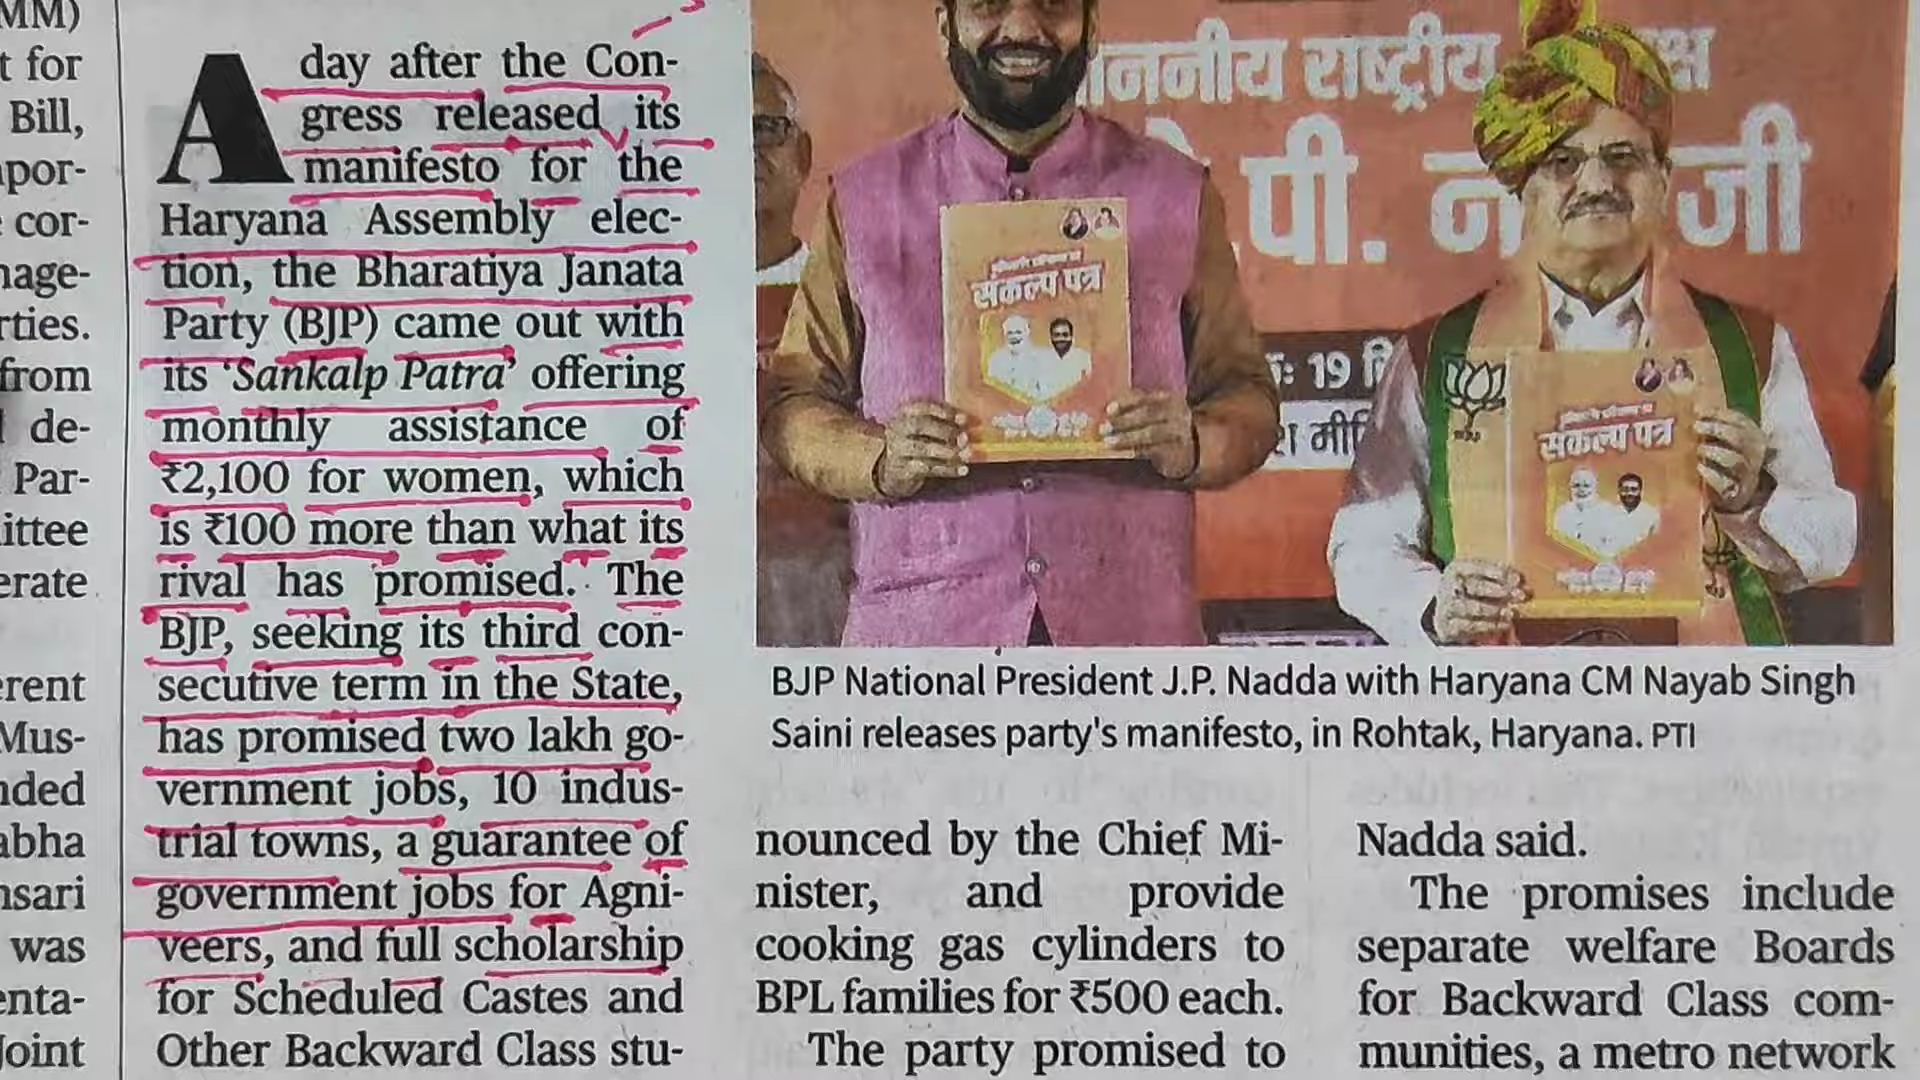 MM)
t for
Bill,
por-
cor-
nage-
rties.
from
de-
Par-
ittee
erate
erent
Mus-
nded
abha
nsari
was
enta-
Joint
A day after the Con-
gress released its
manifesto for the
Haryana Assembly elec-
tion, the Bharatiya Janata
Party (BJP) came out with
its ‘Sankalp Patra’ offering
monthly assistance of
₹2,100 for women, which
is ₹100 more than what its
rival has promised. The
BJP, seeking its third con-
secutive term in the State,
has promised two lakh go-
vernment jobs, 10 indus-
trial towns, a guarantee of
government jobs for Agni-
veers, and full scholarship
for Scheduled Castes and
Other Backward Class stu-
माननीय राष्ट्रीय
.पी. जी
19
संकल्प पत्र
संकल्प पत्र
BJP National President J.P. Nadda with Haryana CM Nayab Singh
Saini releases party's manifesto, in Rohtak, Haryana. PTI
nounced by the Chief Mi-
nister, and provide
cooking gas cylinders to
BPL families for ₹500 each.
The party promised to
Nadda said.
The promises include
separate welfare Boards
for Backward Class com-
munities, a metro network